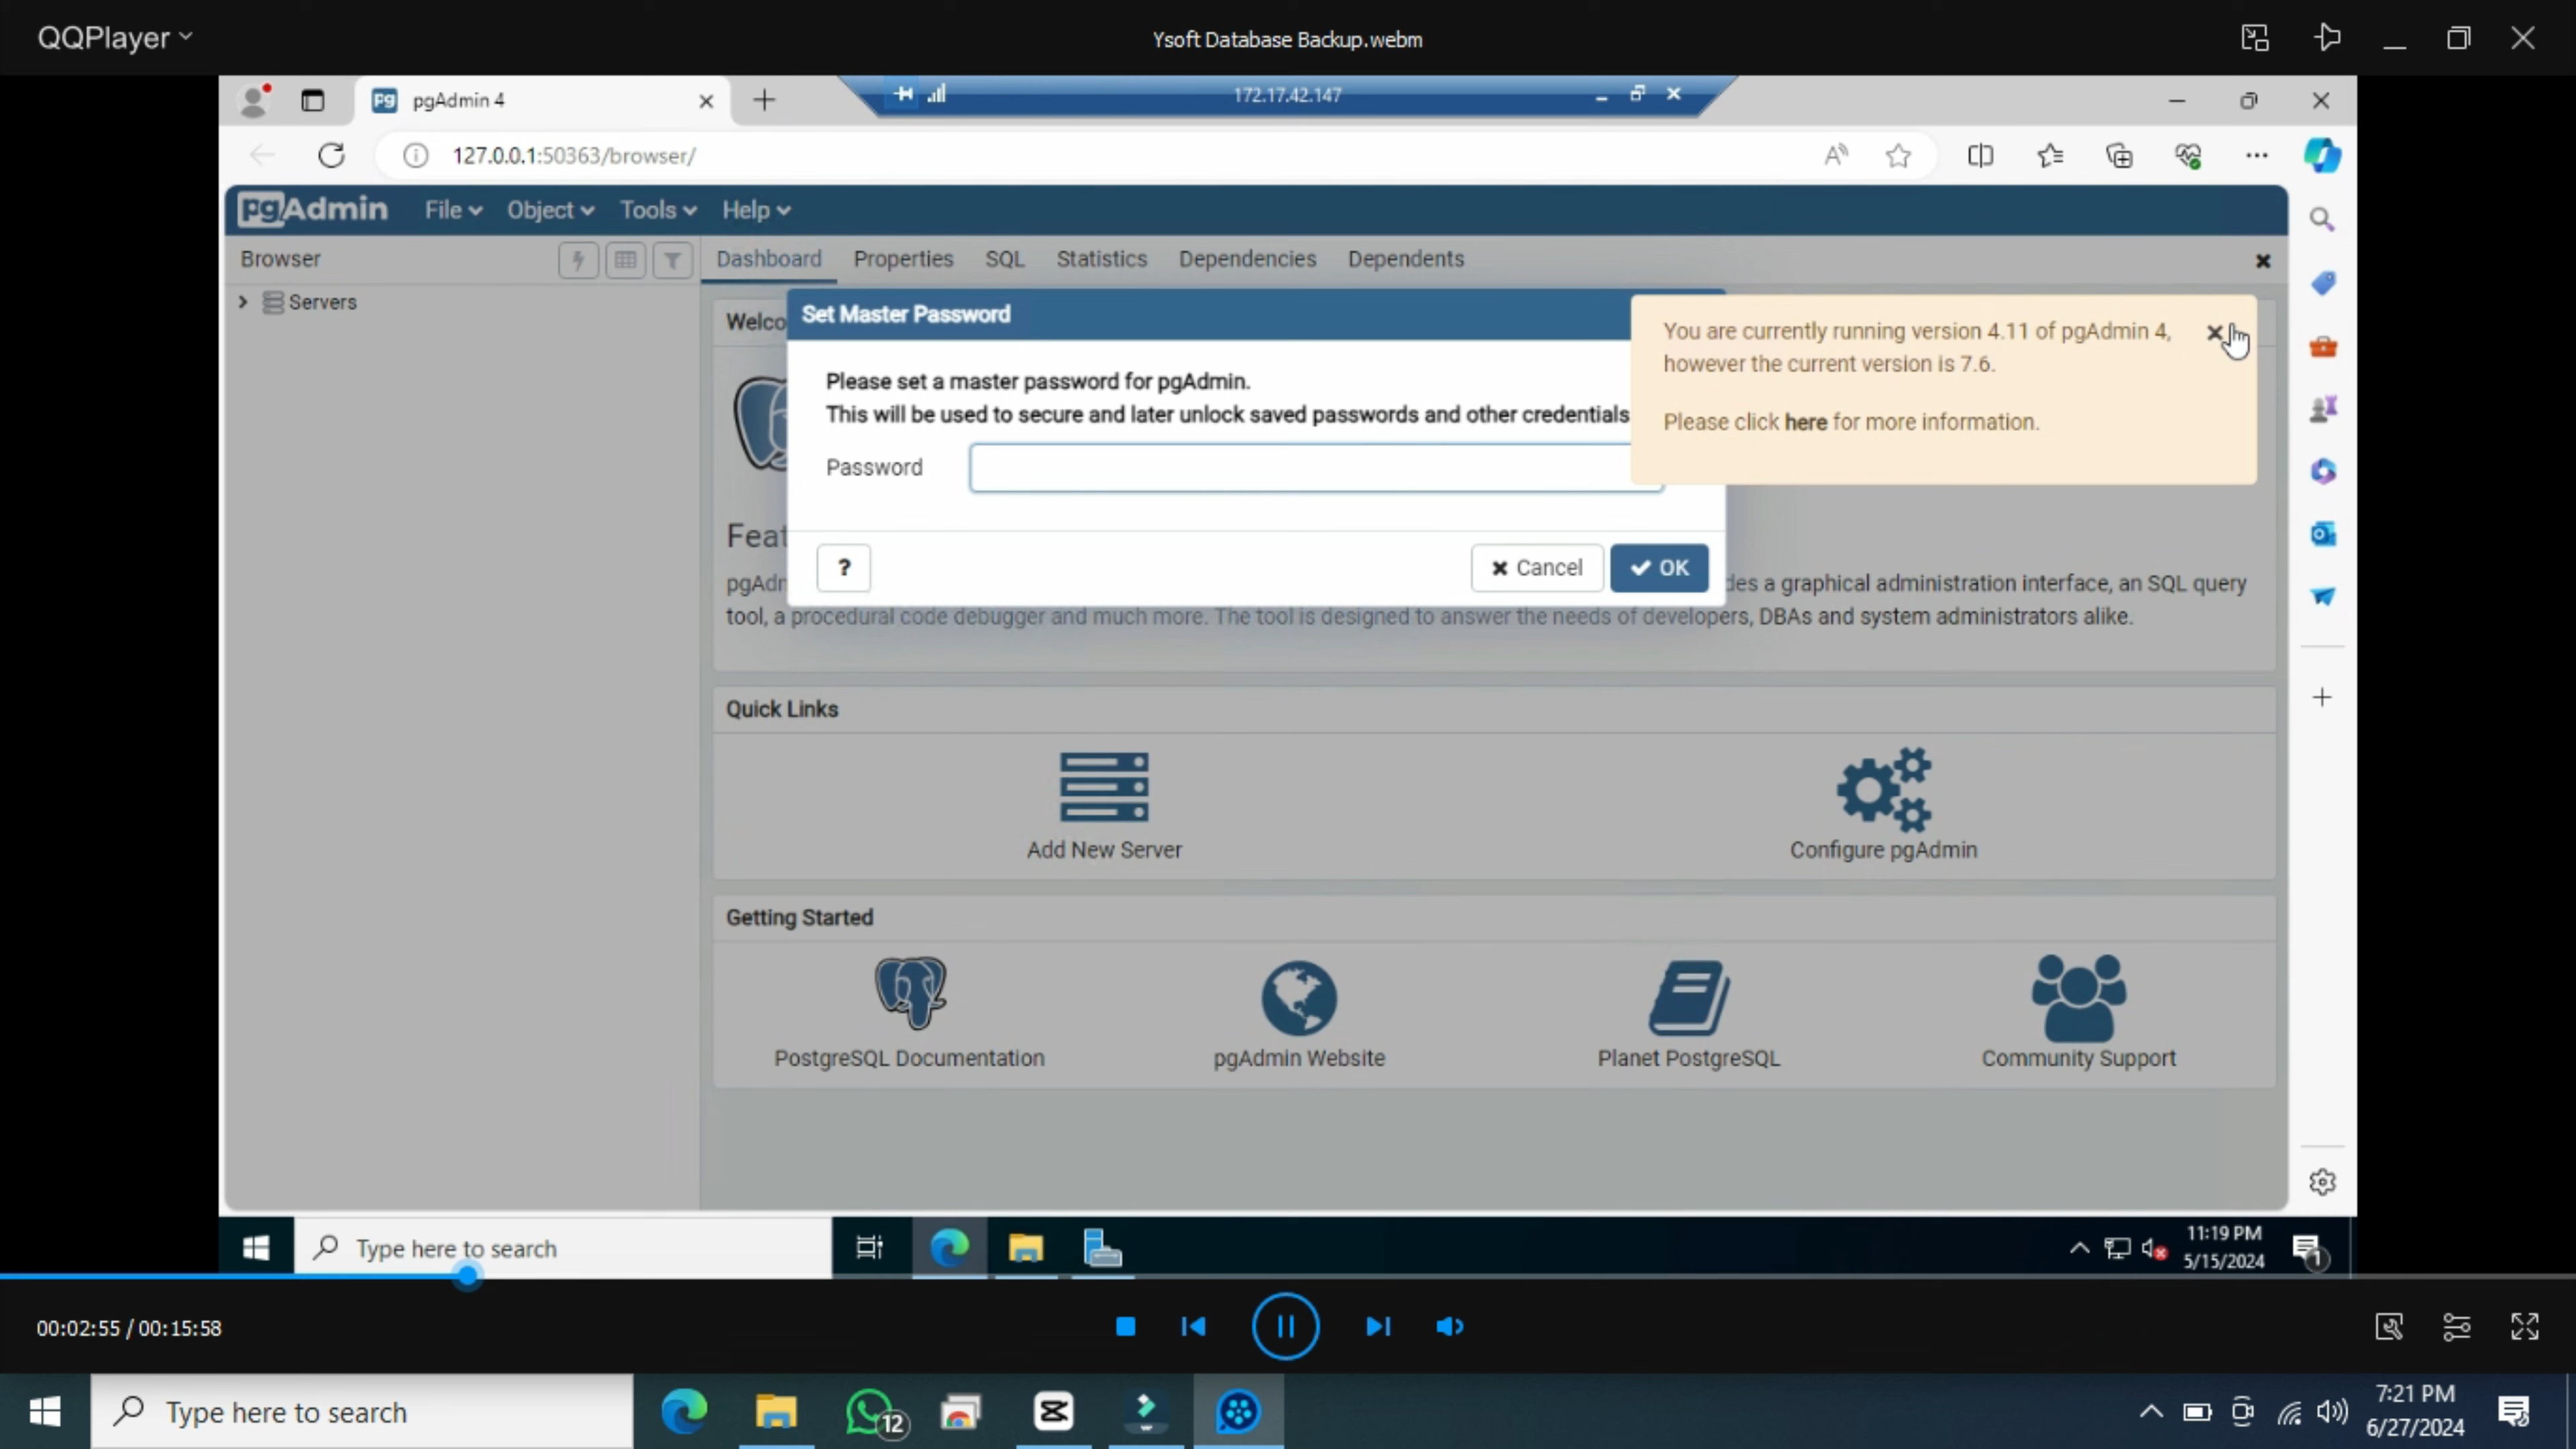 QQPlayer
Ysoft Database Backup.webm
pgAdmin 4
172.17.42.147
127.0.0.1:50363/browser/
pgAdmin File Object Tools Help
Browser
Dashboard Properties SQL Statistics Dependencies Dependents
Servers
Welco
Set Master Password
Please set a master password for pgAdmin.
This will be used to secure and later unlock saved passwords and other credentials
Password
? Cancel OK
You are currently running version 4.11 of pgAdmin 4,
however the current version is 7.6.
Please click here for more information.
Feat
pgAdm
des a graphical administration interface, an SQL query
tool, a procedural code debugger and much more. The tool is designed to answer the needs of developers, DBAs and system administrators alike.
Quick Links
Add New Server
Configure pgAdmin
Getting Started
PostgreSQL Documentation
pgAdmin Website
Planet PostgreSQL
Community Support
Type here to search
11:19 PM
5/15/2024
1
00:02:55 / 00:15:58
Type here to search
12
7:21 PM
6/27/2024